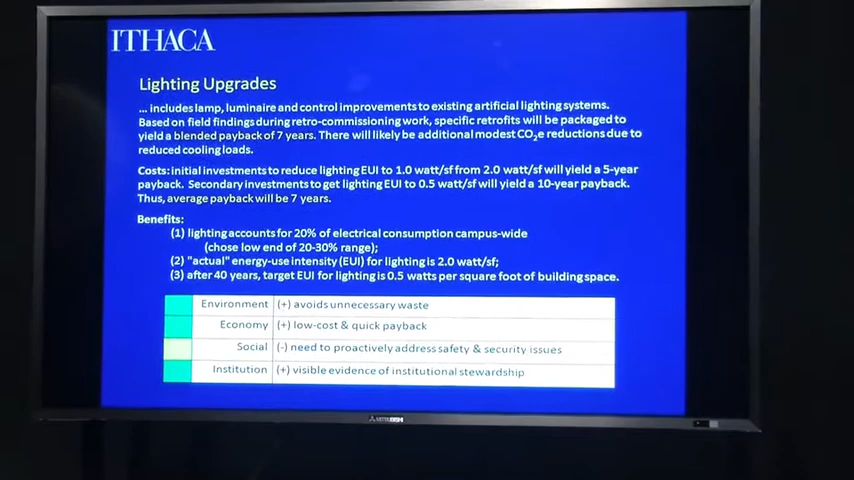 ITHACA
Lighting Upgrades
... includes lamp, luminaire and control improvements to existing artificial lighting systems.
Based on field findings during retro-commissioning work, specific retrofits will be packaged to
yield a blended payback of 7 years. There will likely be additional modest CO₂e reductions due to
reduced cooling loads.
Costs: initial investments to reduce lighting EUI to 1.0 watt/sf from 2.0 watt/sf will yield a 5-year
payback. Secondary investments to get lighting EUI to 0.5 watt/sf will yield a 10-year payback.
Thus, average payback will be 7 years.
Benefits:
(1) lighting accounts for 20% of electrical consumption campus-wide
(chose low end of 20-30% range);
(2) "actual" energy-use intensity (EUI) for lighting is 2.0 watt/sf;
(3) after 40 years, target EUI for lighting is 0.5 watts per square foot of building space.
Environment (+) avoids unnecessary waste
Economy (+) low-cost & quick payback
Social (-) need to proactively address safety & security issues
Institution (+) visible evidence of institutional stewardship
MITSUBISHI